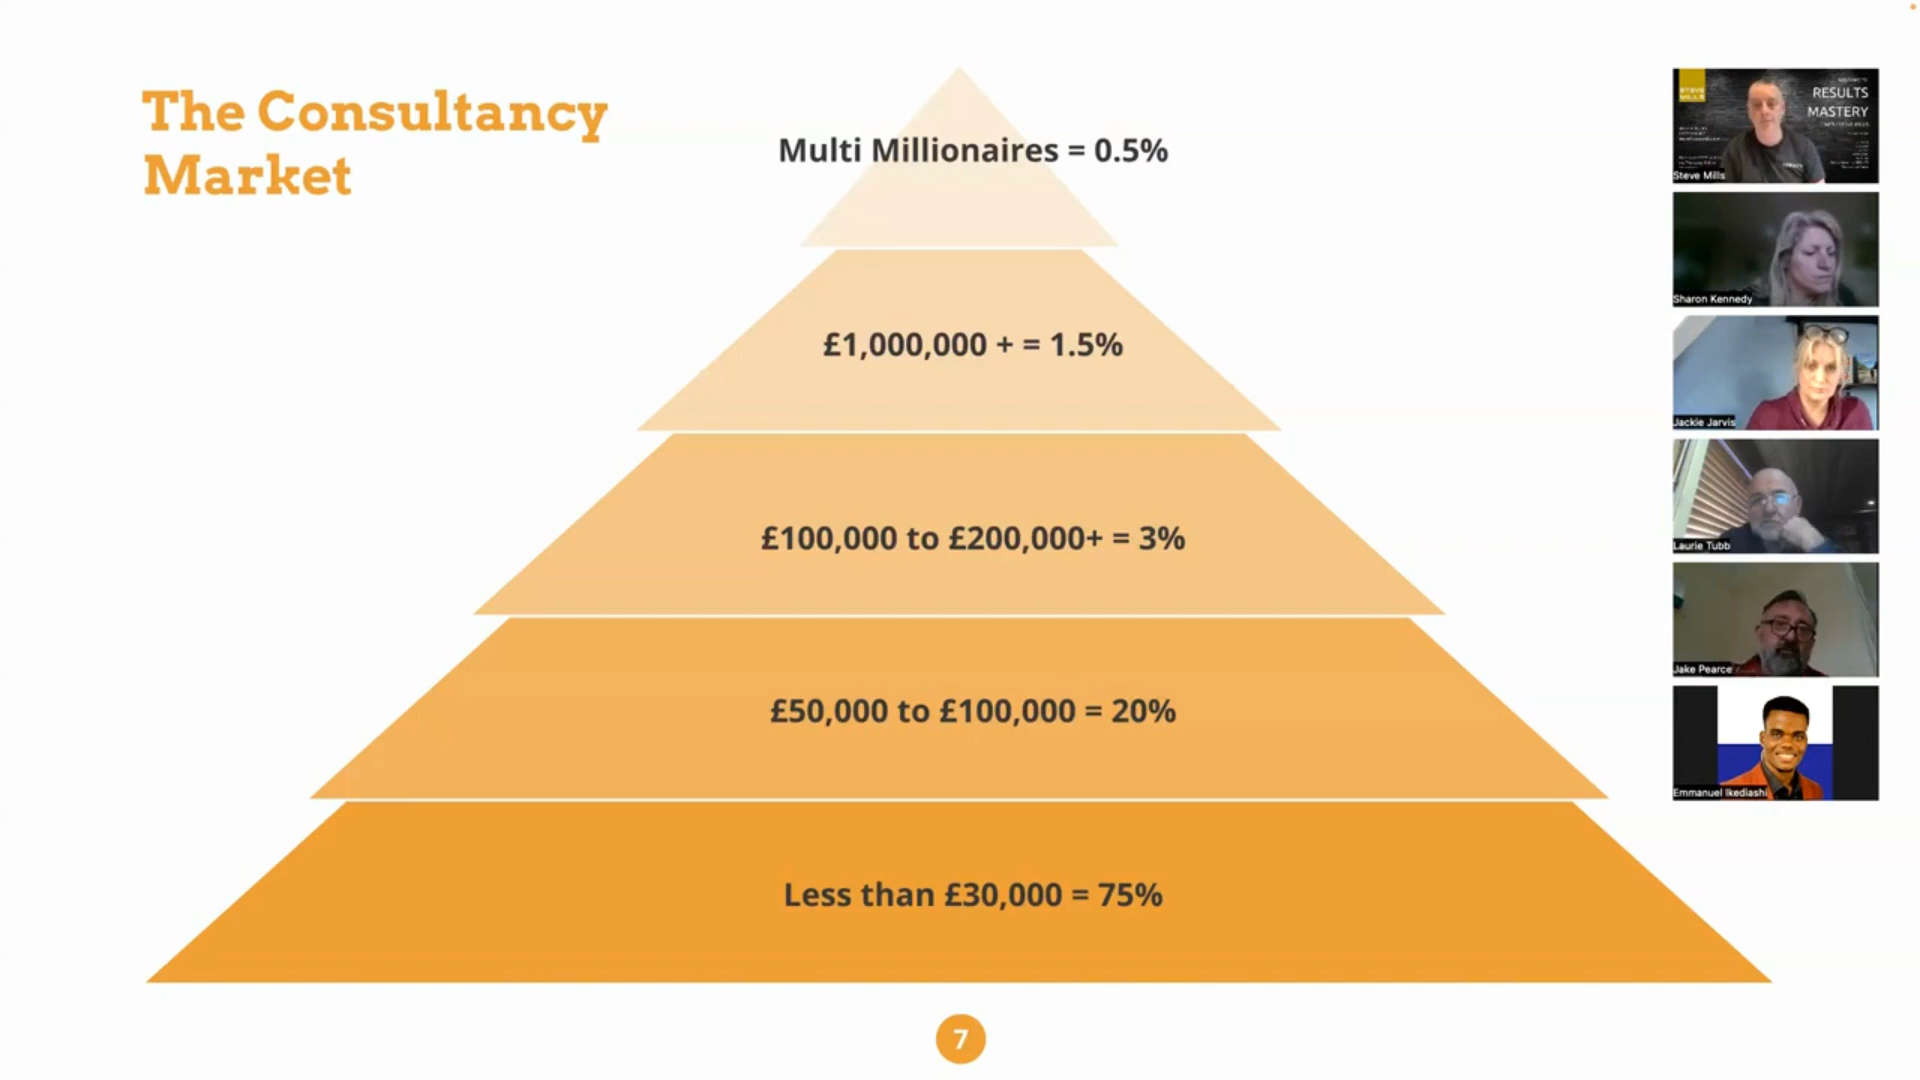 The Consultancy
Market
Multi Millionaires = 0.5%
£1,000,000 + = 1.5%
£100,000 to £200,000+ = 3%
£50,000 to £100,000 = 20%
Less than £30,000 = 75%
7
STEVE
MILLS
RESULTS
MASTERY
Steve Mills
Sharon Kennedy
Jackie Jarvis
Laurie Tubb
Jake Pearce
Emmanuel Ikediashi